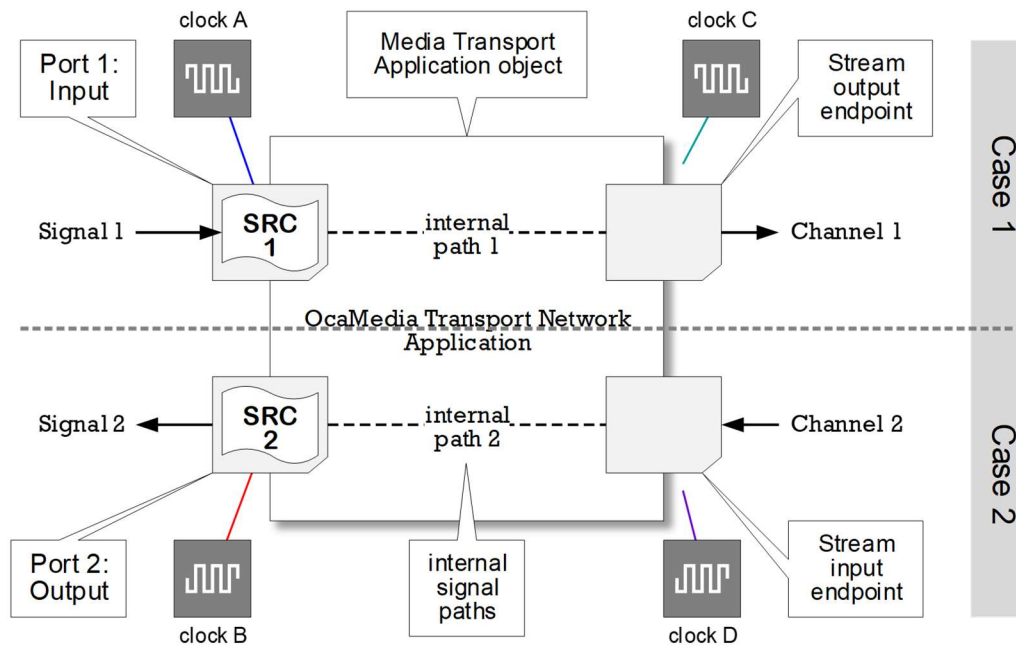 clock A
clock C
Port 1:
Input
Media Transport
Application object
Stream
output
endpoint
Case 1
Signal 1
SRC
1
internal
path 1
Channel 1
OcaMedia Transport Network
Application
Signal 2
SRC
2
internal
path 2
Channel 2
Case 2
Port 2:
Output
internal
signal
paths
Stream
input
endpoint
clock B
clock D